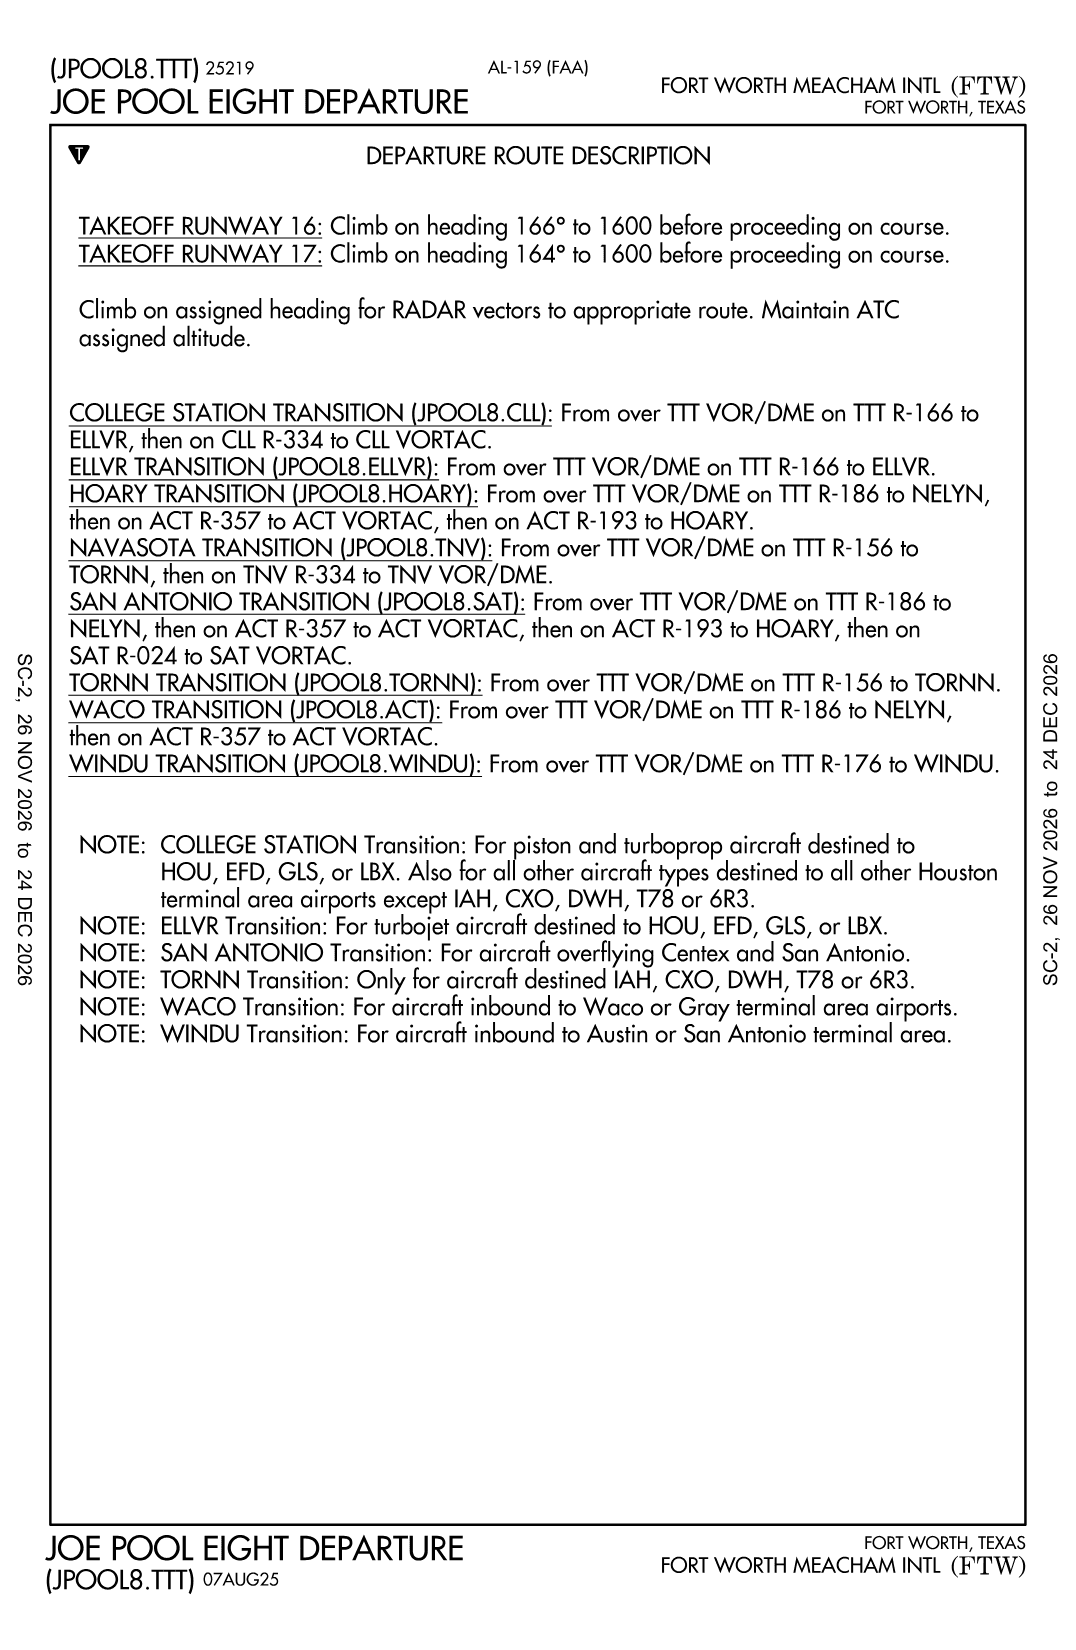 (JPOOL8.TTT) 25219
AL-159 (FAA)
FORT WORTH MEACHAM INTL (FTW)
JOE POOL EIGHT DEPARTURE
FORT WORTH, TEXAS
T
DEPARTURE ROUTE DESCRIPTION
TAKEOFF RUNWAY 16: Climb on heading 166° to 1600 before proceeding on course.
TAKEOFF RUNWAY 17: Climb on heading 164° to 1600 before proceeding on course.
Climb on assigned heading for RADAR vectors to appropriate route. Maintain ATC
assigned altitude.
COLLEGE STATION TRANSITION (JPOOL8.CLL): From over TTT VOR/DME on TTT R-166 to
ELLVR, then on CLL R-334 to CLL VORTAC.
ELLVR TRANSITION (JPOOL8.ELLVR): From over TTT VOR/DME on TTT R-166 to ELLVR.
HOARY TRANSITION (JPOOL8.HOARY): From over TTT VOR/DME on TTT R-186 to NELYN,
then on ACT R-357 to ACT VORTAC, then on ACT R-193 to HOARY.
NAVASOTA TRANSITION (JPOOL8.TNV): From over TTT VOR/DME on TTT R-156 to
TORNN, then on TNV R-334 to TNV VOR/DME.
SAN ANTONIO TRANSITION (JPOOL8.SAT): From over TTT VOR/DME on TTT R-186 to
NELYN, then on ACT R-357 to ACT VORTAC, then on ACT R-193 to HOARY, then on
SAT R-024 to SAT VORTAC.
TORNN TRANSITION (JPOOL8.TORNN): From over TTT VOR/DME on TTT R-156 to TORNN.
WACO TRANSITION (JPOOL8.ACT): From over TTT VOR/DME on TTT R-186 to NELYN,
then on ACT R-357 to ACT VORTAC.
WINDU TRANSITION (JPOOL8.WINDU): From over TTT VOR/DME on TTT R-176 to WINDU.
NOTE: COLLEGE STATION Transition: For piston and turboprop aircraft destined to
HOU, EFD, GLS, or LBX. Also for all other aircraft types destined to all other Houston
terminal area airports except IAH, CXO, DWH, T78 or 6R3.
NOTE: ELLVR Transition: For turbojet aircraft destined to HOU, EFD, GLS, or LBX.
NOTE: SAN ANTONIO Transition: For aircraft overflying Centex and San Antonio.
NOTE: TORNN Transition: Only for aircraft destined IAH, CXO, DWH, T78 or 6R3.
NOTE: WACO Transition: For aircraft inbound to Waco or Gray terminal area airports.
NOTE: WINDU Transition: For aircraft inbound to Austin or San Antonio terminal area.
SC-2, 26 NOV 2026 to 24 DEC 2026
SC-2, 26 NOV 2026 to 24 DEC 2026
JOE POOL EIGHT DEPARTURE
FORT WORTH, TEXAS
(JPOOL8.TTT) 07AUG25
FORT WORTH MEACHAM INTL (FTW)